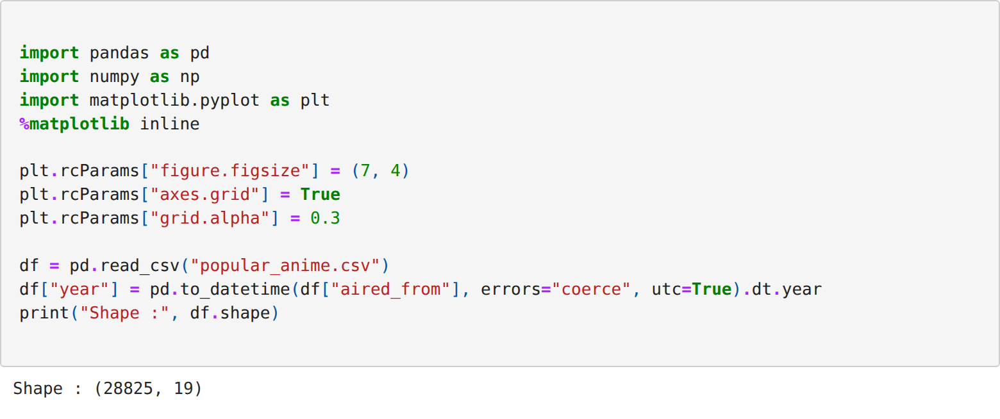 import pandas as pd
import numpy as np
import matplotlib.pyplot as plt
%matplotlib inline
plt.rcParams["figure.figsize"] = (7, 4)
plt.rcParams["axes.grid"] = True
plt.rcParams["grid.alpha"] = 0.3
df = pd.read_csv("popular_anime.csv")
df["year"] = pd.to_datetime(df["aired_from"], errors="coerce", utc=True).dt.year
print("Shape :", df.shape)
Shape : (28825, 19)